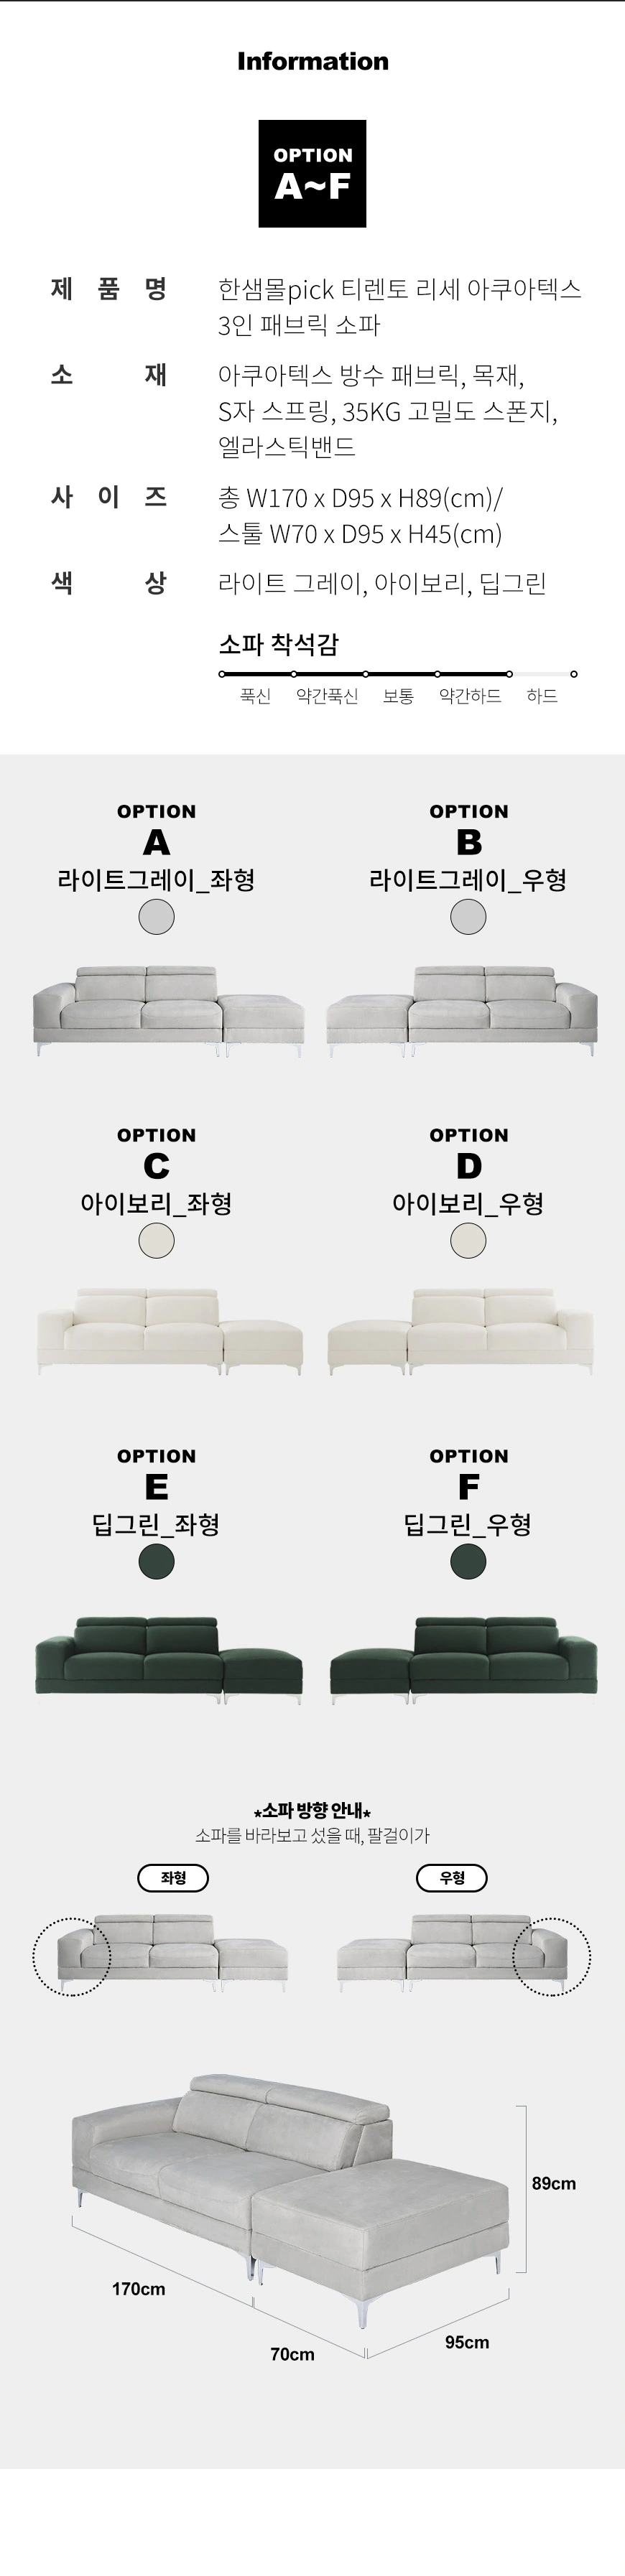 Information
OPTION
A~F
제 품 명
한샘몰pick 티렌토 리세 아쿠아텍스
3인 패브릭 소파
소 재
아쿠아텍스 방수 패브릭, 목재,
S자 스프링, 35KG 고밀도 스폰지,
엘라스틱밴드
사 이 즈
총 W170 x D95 x H89(cm)/
스툴 W70 x D95 x H45(cm)
색 상
라이트 그레이, 아이보리, 딥그린
소파 착석감
푹신 약간푹신 보통 약간하드 하드
OPTION
A
라이트그레이_좌형
OPTION
B
라이트그레이_우형
OPTION
C
아이보리_좌형
OPTION
D
아이보리_우형
OPTION
E
딥그린_좌형
OPTION
F
딥그린_우형
*소파 방향 안내*
소파를 바라보고 섰을 때, 팔걸이가
좌형
우형
89cm
170cm
70cm
95cm